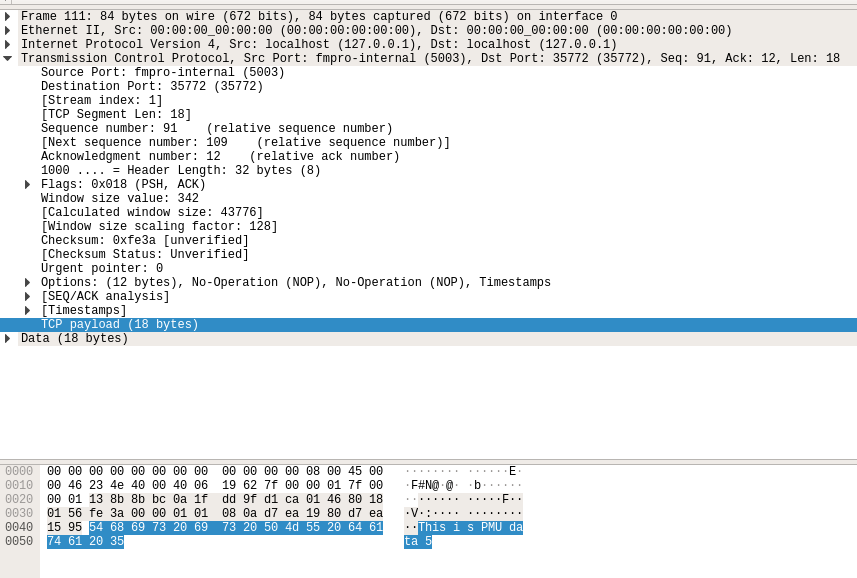 Frame 111: 84 bytes on wire (672 bits), 84 bytes captured (672 bits) on interface 0
Ethernet II, Src: 00:00:00_00:00:00 (00:00:00:00:00:00), Dst: 00:00:00_00:00:00 (00:00:00:00:00:00)
Internet Protocol Version 4, Src: localhost (127.0.0.1), Dst: localhost (127.0.0.1)
Transmission Control Protocol, Src Port: fmpro-internal (5003), Dst Port: 35772 (35772), Seq: 91, Ack: 12, Len: 18
Source Port: fmpro-internal (5003)
Destination Port: 35772 (35772)
[Stream index: 1]
[TCP Segment Len: 18]
Sequence number: 91    (relative sequence number)
[Next sequence number: 109    (relative sequence number)]
Acknowledgment number: 12    (relative ack number)
1000 .... = Header Length: 32 bytes (8)
Flags: 0x018 (PSH, ACK)
Window size value: 342
[Calculated window size: 43776]
[Window size scaling factor: 128]
Checksum: 0xfe3a [unverified]
[Checksum Status: Unverified]
Urgent pointer: 0
Options: (12 bytes), No-Operation (NOP), No-Operation (NOP), Timestamps
[SEQ/ACK analysis]
[Timestamps]
TCP payload (18 bytes)
Data (18 bytes)
0000  00 00 00 00 00 00 00 00  00 00 00 00 08 00 45 00  ········ ······E·
0010  00 46 23 4e 40 00 40 06  19 62 7f 00 00 01 7f 00  ·F#N@·@· ·b······
0020  00 01 13 8b 8b bc 0a 1f  dd 9f d1 ca 01 46 80 18  ········ ·····F··
0030  01 56 fe 3a 00 00 01 01  08 0a d7 ea 19 80 d7 ea  ·V·:···· ········
0040  15 95 54 68 69 73 20 69  73 20 50 4d 55 20 64 61  ··This i s PMU da
0050  74 61 20 35  ta 5